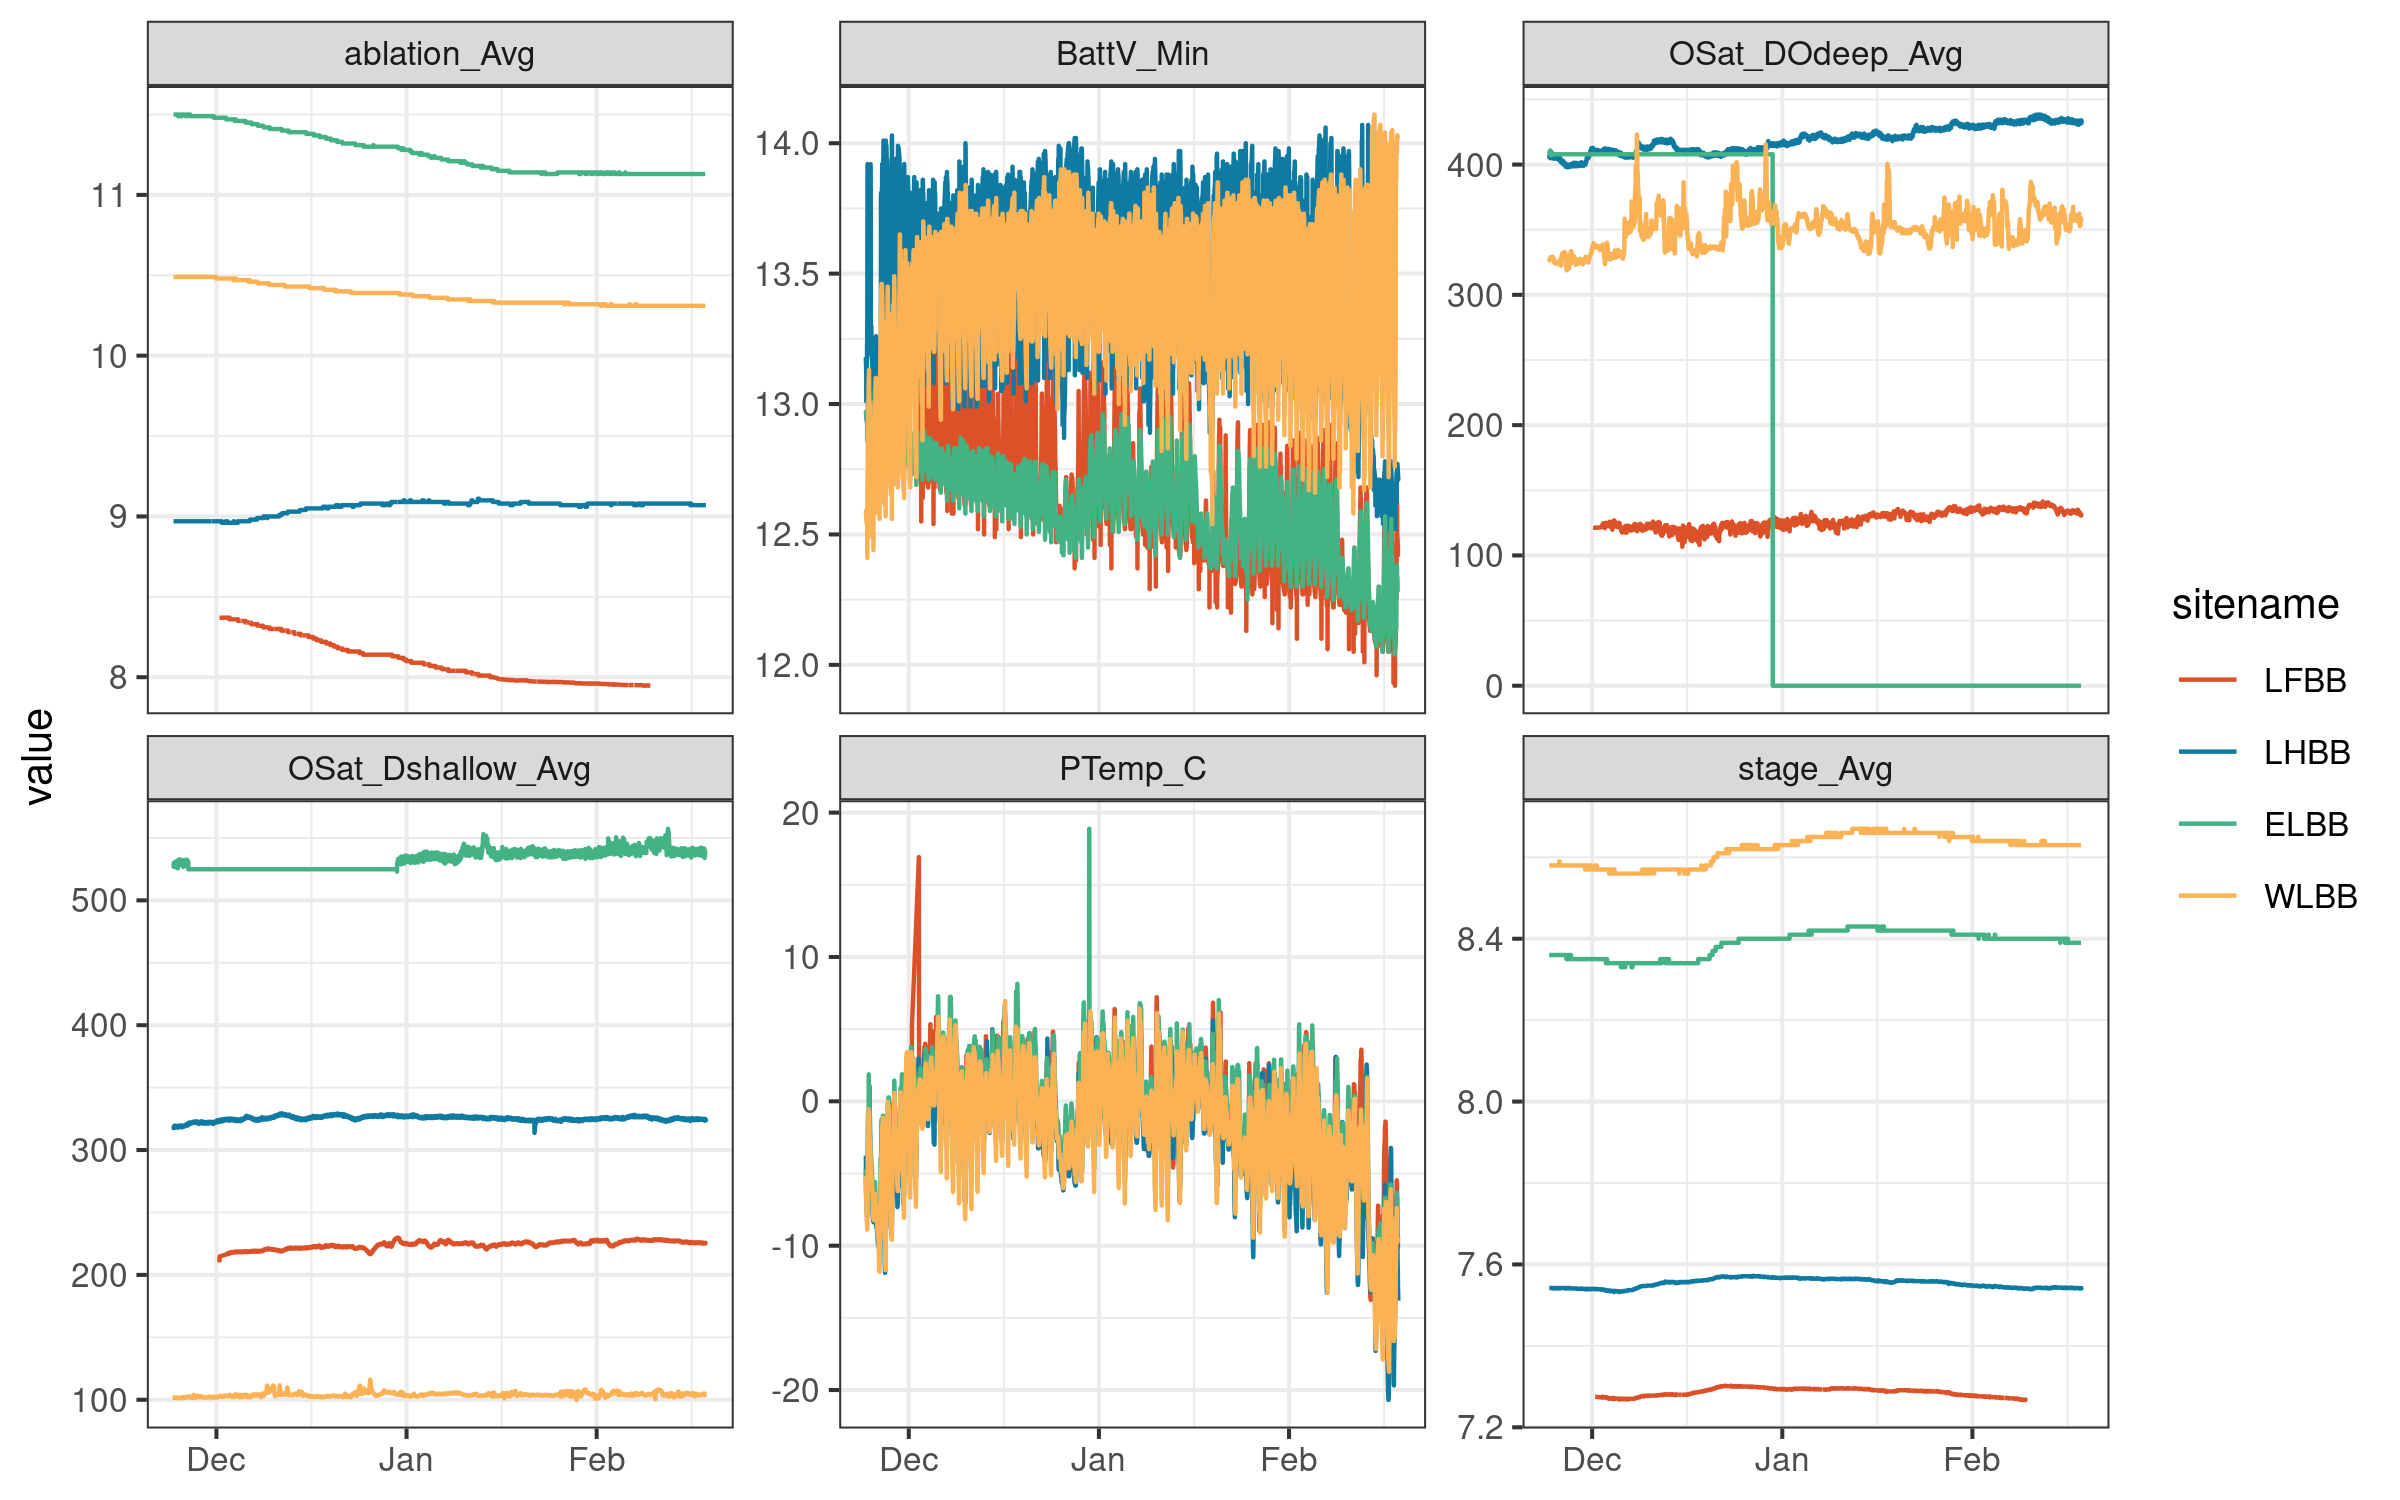 ablation_Avg
BattV_Min
OSat_DOdeep_Avg
11
10
9
8
14.0
13.5
13.0
12.5
12.0
400
300
200
100
0
value
OSat_Dshallow_Avg
PTemp_C
stage_Avg
500
400
300
200
100
20
10
0
-10
-20
8.4
8.0
7.6
7.2
Dec Jan Feb
Dec Jan Feb
Dec Jan Feb
sitename
LFBB
LHBB
ELBB
WLBB